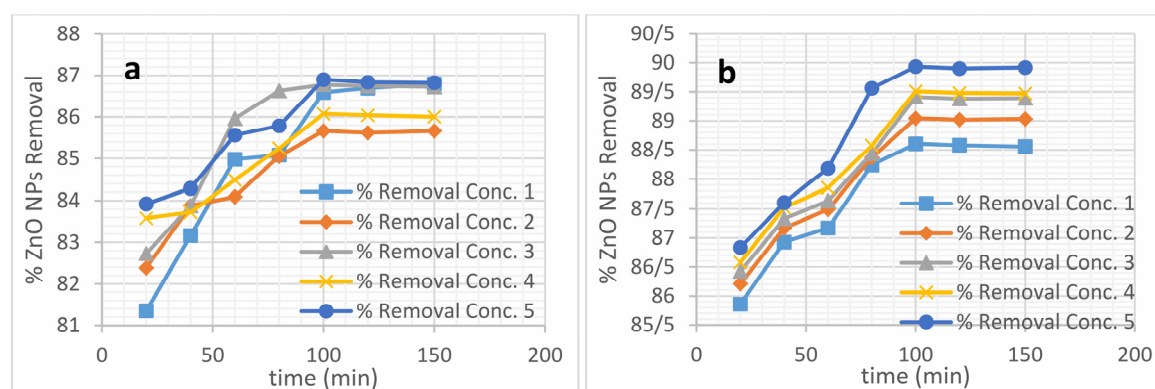 88
87
86
85
84
83
82
81
0
50
100
150
200
% ZnO NPs Removal
time (min)
a
% Removal Conc. 1
% Removal Conc. 2
% Removal Conc. 3
% Removal Conc. 4
% Removal Conc. 5
90/5
90
89/5
89
88/5
88
87/5
87
86/5
86
85/5
0
50
100
150
200
% ZnO NPs Removal
time (min)
b
% Removal Conc. 1
% Removal Conc. 2
% Removal Conc. 3
% Removal Conc. 4
% Removal Conc. 5